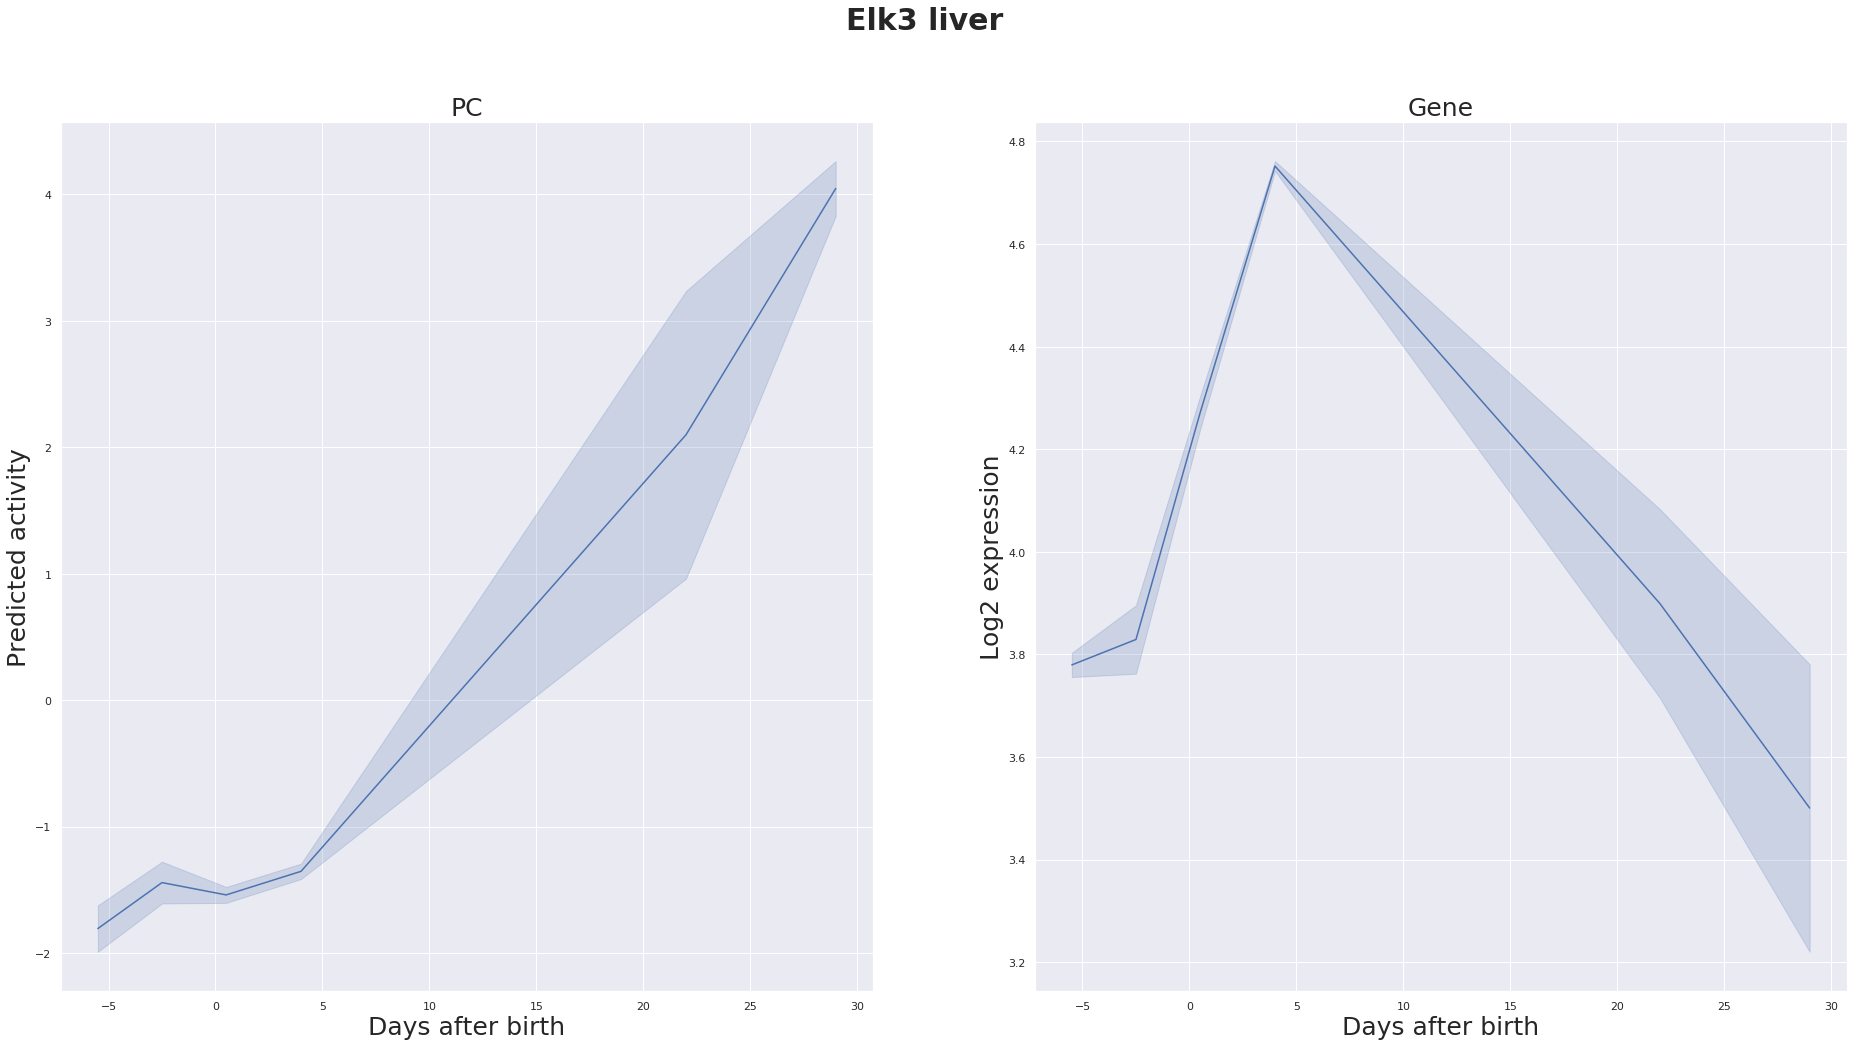 Elk3 liver
PC
Predicted activity
4
3
2
1
0
−1
−2
−5 0 5 10 15 20 25 30
Days after birth
Gene
Log2 expression
4.8
4.6
4.4
4.2
4.0
3.8
3.6
3.4
3.2
−5 0 5 10 15 20 25 30
Days after birth